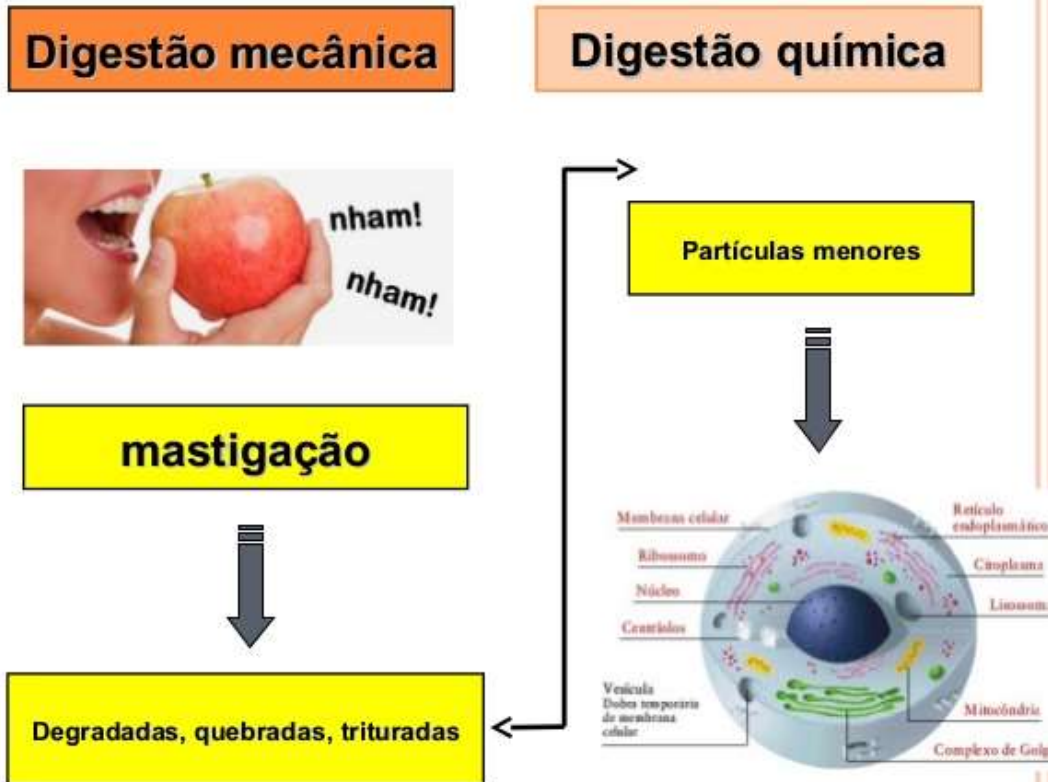 Digestão mecânica
Digestão química
nham!
nham!
mastigação
Degradadas, quebradas, trituradas
Partículas menores
Membrana celular
Ribossomo
Núcleo
Centríolos
Vesícula
Dobra temporária
de membrana
celular
Retículo
endoplasmático
Citoplasma
Mitocôndria